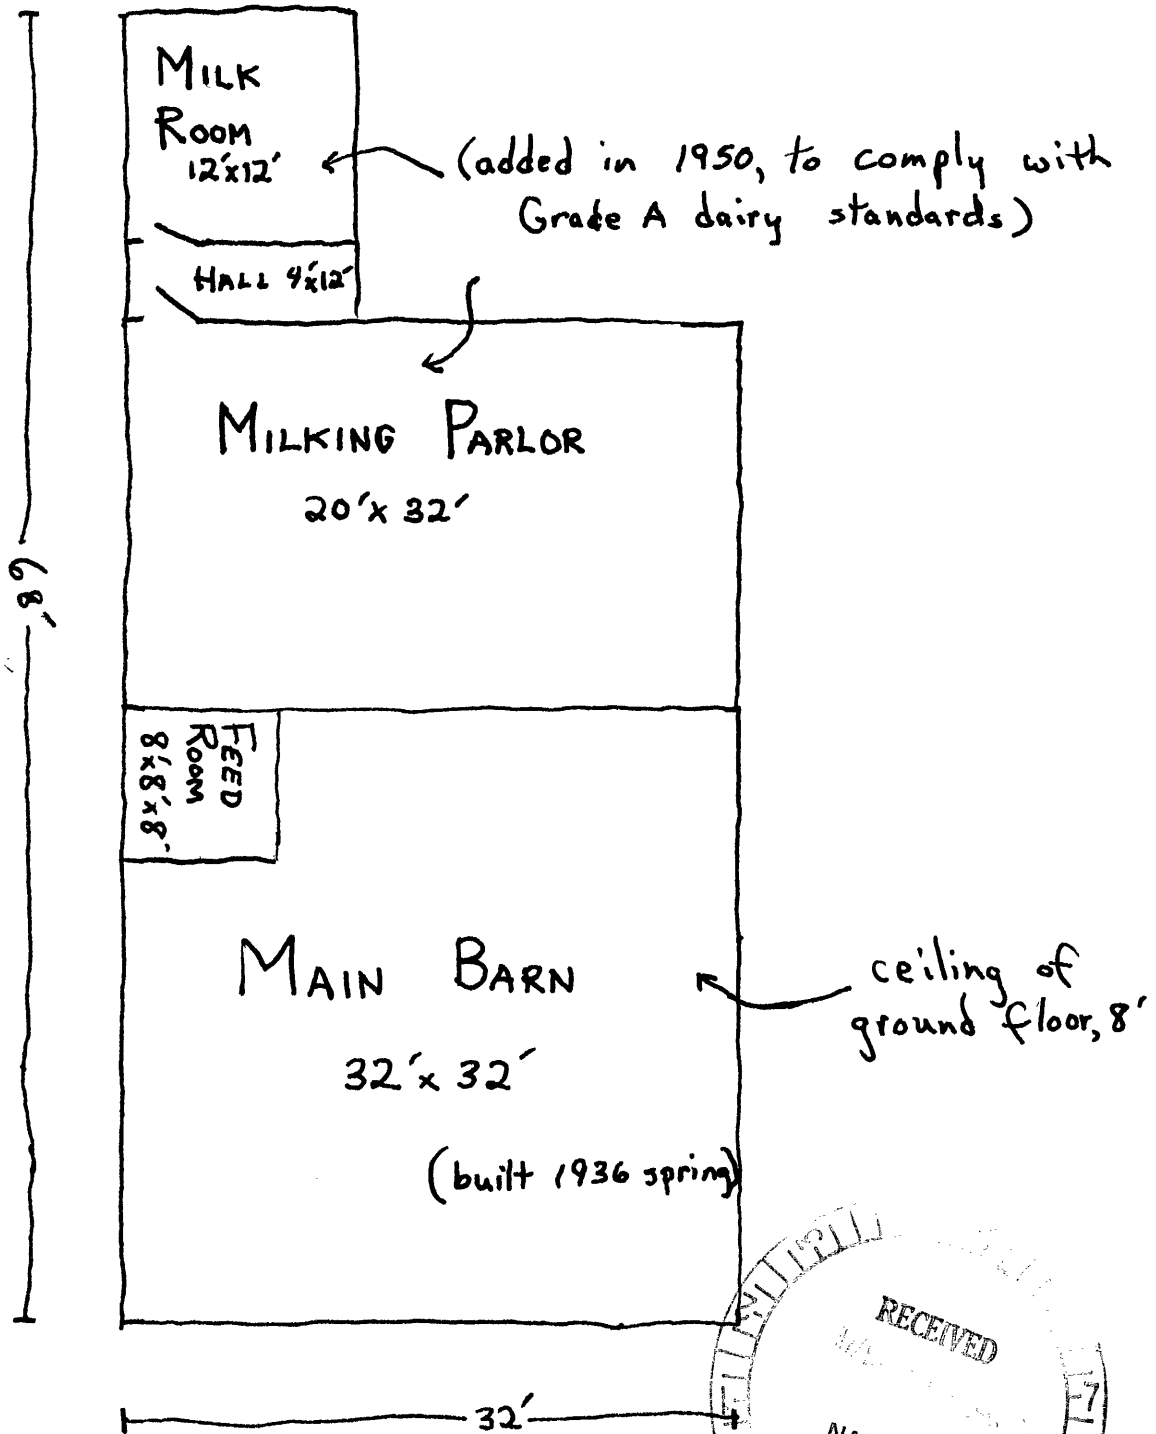 MILK
ROOM
12'x12'
(added in 1950, to comply with
Grade A dairy standards)
HALL 4'x12'
MILKING PARLOR
20'x 32'
68'
FEED
ROOM
8'x8'x8'
MAIN BARN
32'x 32'
ceiling of
ground floor, 8'
(built 1936 spring)
RECEIVED
7
32'